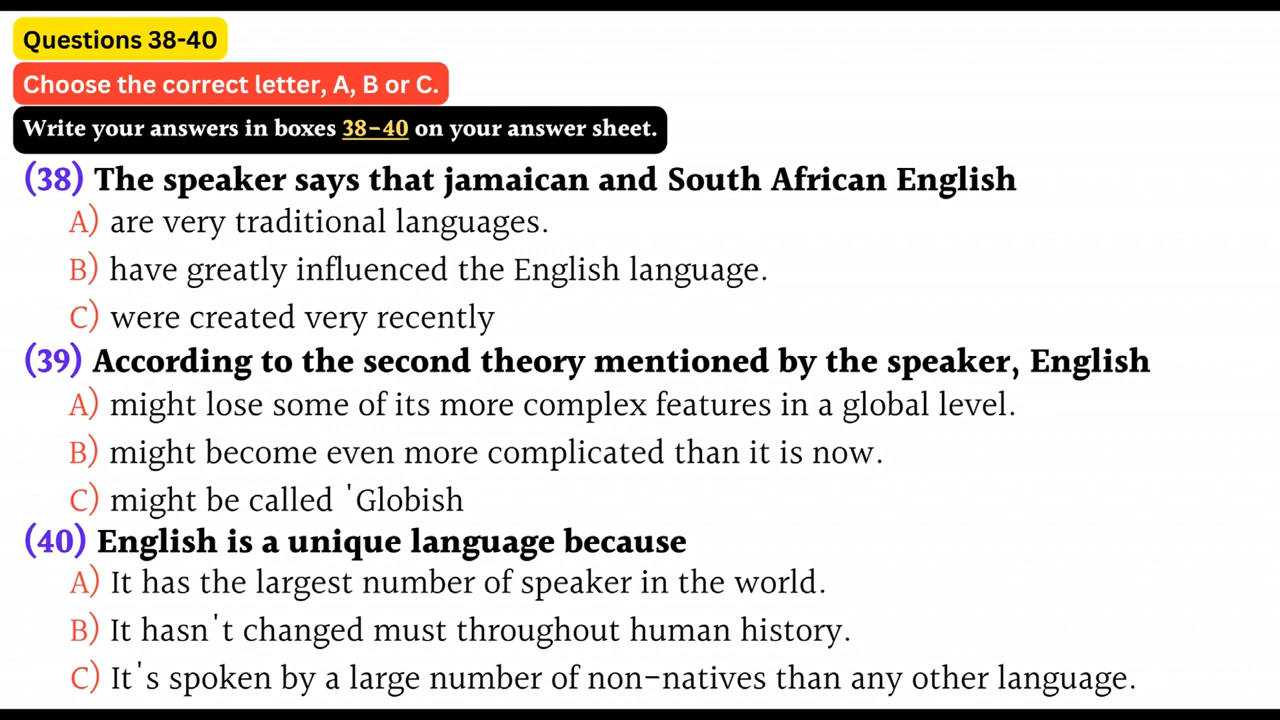 Questions 38-40
Choose the correct letter, A, B or C.
Write your answers in boxes 38-40 on your answer sheet.
(38) The speaker says that jamaican and South African English
A) are very traditional languages.
B) have greatly influenced the English language.
C) were created very recently
(39) According to the second theory mentioned by the speaker, English
A) might lose some of its more complex features in a global level.
B) might become even more complicated than it is now.
C) might be called 'Globish
(40) English is a unique language because
A) It has the largest number of speaker in the world.
B) It hasn't changed must throughout human history.
C) It's spoken by a large number of non-natives than any other language.